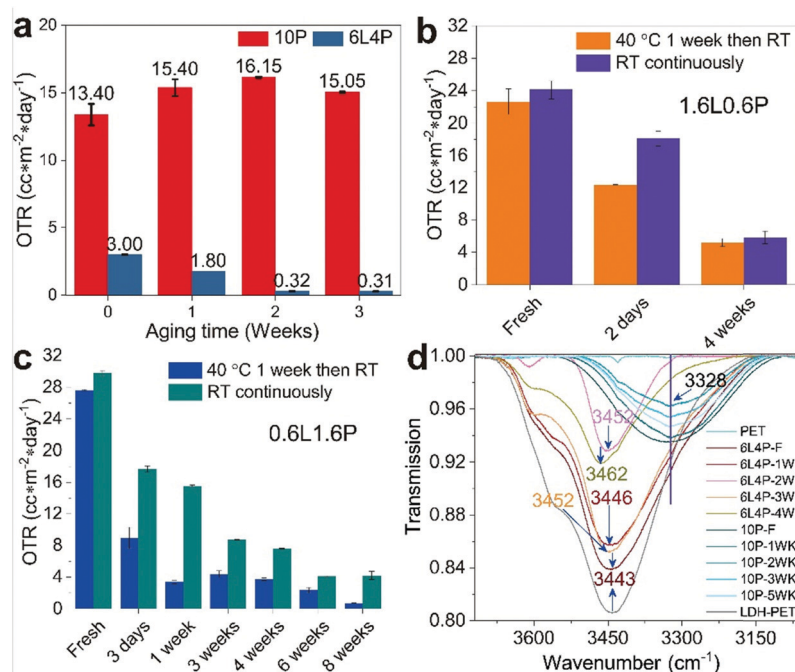 a
10P 6L4P
OTR (cc*m-2*day-1)
20
15
10
5
0
13.40
15.40
16.15
15.05
3.00
1.80
0.32
0.31
0 1 2 3
Aging time (Weeks)
b
40 °C 1 week then RT
RT continuously
1.6L0.6P
OTR (cc*m-2*day-1)
32
28
24
20
16
12
8
4
0
Fresh 2 days 4 weeks
c
40 °C 1 week then RT
RT continuously
0.6L1.6P
OTR (cc*m-2*day-1)
32
28
24
20
16
12
8
4
0
Fresh 3 days 1 week 3 weeks 4 weeks 6 weeks 8 weeks
d
Transmission
1.00
0.96
0.92
0.88
0.84
0.80
3328
3452
3462
3452
3446
3443
PET
6L4P-F
6L4P-1W
6L4P-2W
6L4P-3W
6L4P-4W
10P-F
10P-1WK
10P-2WK
10P-3WK
10P-5WK
LDH-PET
3600 3450 3300 3150
Wavenumber (cm-1)